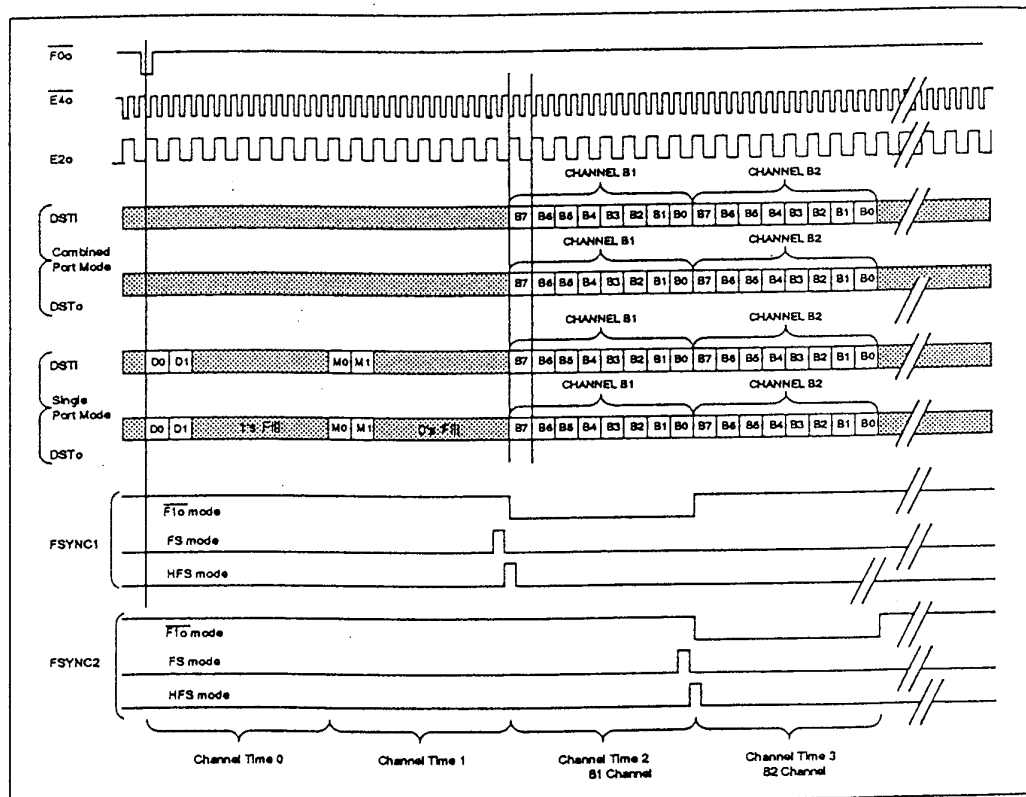 F0o
E4o
E2o
CHANNEL B1 CHANNEL B2
DSTi B7 B6 B5 B4 B3 B2 B1 B0 B7 B6 B5 B4 B3 B2 B1 B0
Combined
Port Mode
CHANNEL B1 CHANNEL B2
B7 B6 B5 B4 B3 B2 B1 B0 B7 B6 B5 B4 B3 B2 B1 B0
DSTo
CHANNEL B1 CHANNEL B2
DSTi D0 D1 M0 M1 B7 B6 B5 B4 B3 B2 B1 B0 B7 B6 B5 B4 B3 B2 B1 B0
Single
Port Mode
CHANNEL B1 CHANNEL B2
D0 D1 1's Fill M0 M1 0's Fill B7 B6 B5 B4 B3 B2 B1 B0 B7 B6 B5 B4 B3 B2 B1 B0
DSTo
F1o mode
FSYNC1 FS mode
HFS mode
F1o mode
FSYNC2 FS mode
HFS mode
Channel Time 0 Channel Time 1 Channel Time 2 Channel Time 3
B1 Channel B2 Channel